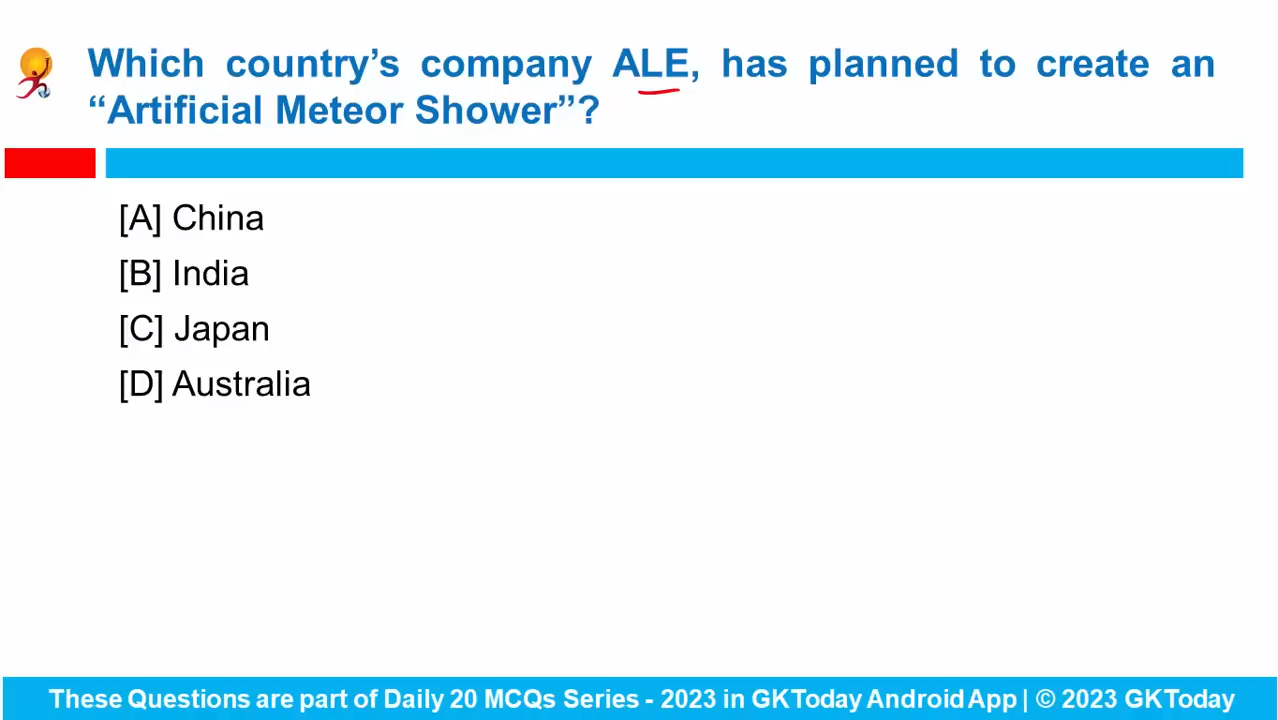 Which country’s company ALE, has planned to create an
“Artificial Meteor Shower”?
[A] China
[B] India
[C] Japan
[D] Australia
These Questions are part of Daily 20 MCQs Series - 2023 in GKToday Android App | © 2023 GKToday